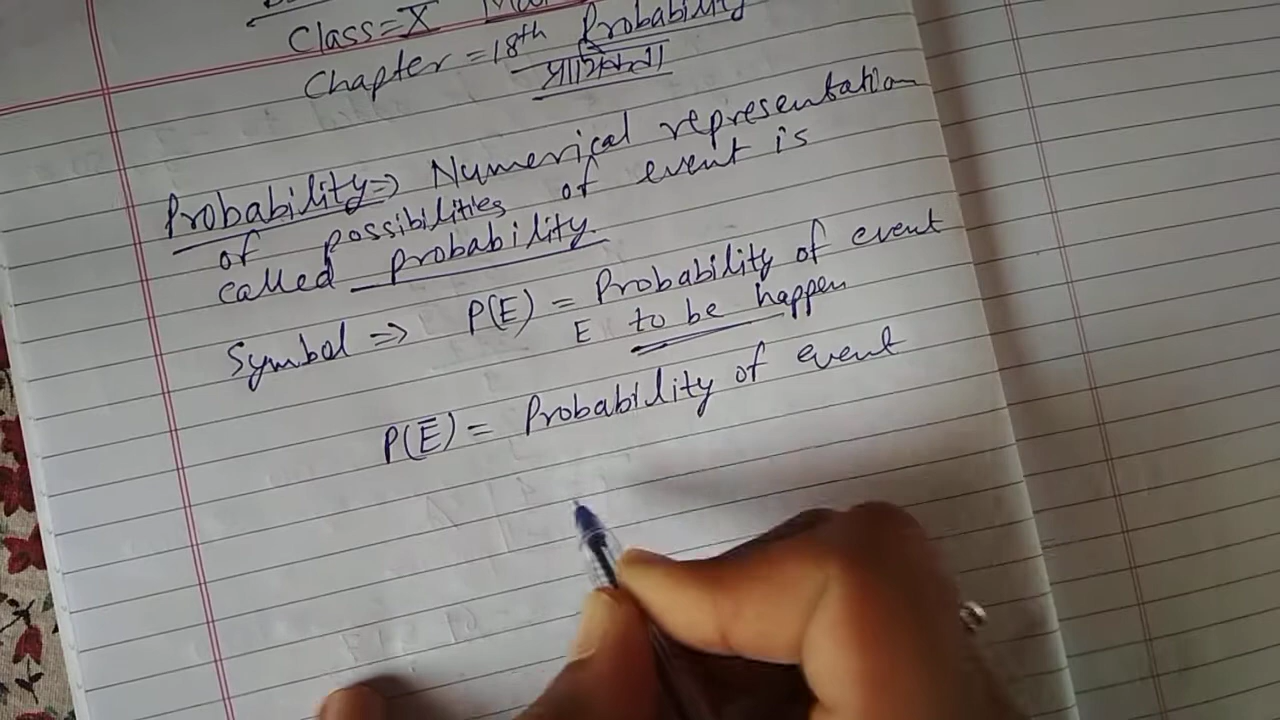 Class = X
Chapter = 18th Probability
प्रायिकता
Probability => Numerical representation
of possibilities of event is
called probability.
Symbol => P(E) = Probability of event
E to be happen
P(Ē) = Probability of event